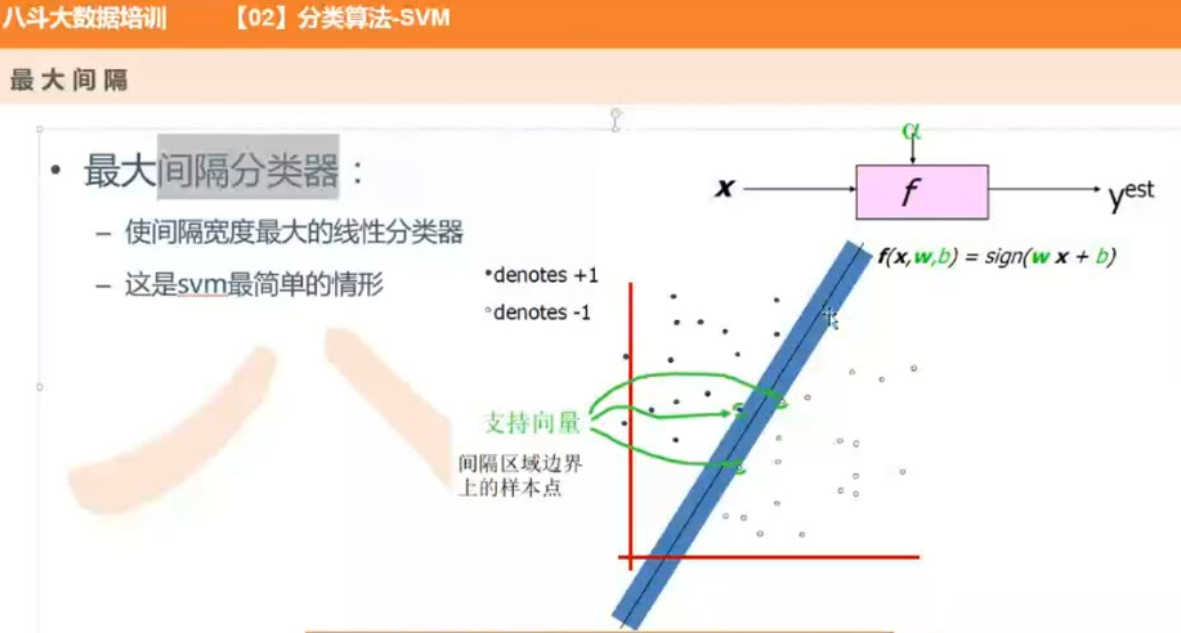 八斗大数据培训 【02】分类算法-SVM
最大间隔
• 最大间隔分类器：
– 使间隔宽度最大的线性分类器
– 这是svm最简单的情形
α
x f yest
f(x,w,b) = sign(w x + b)
•denotes +1
°denotes -1
支持向量
间隔区域边界
上的样本点